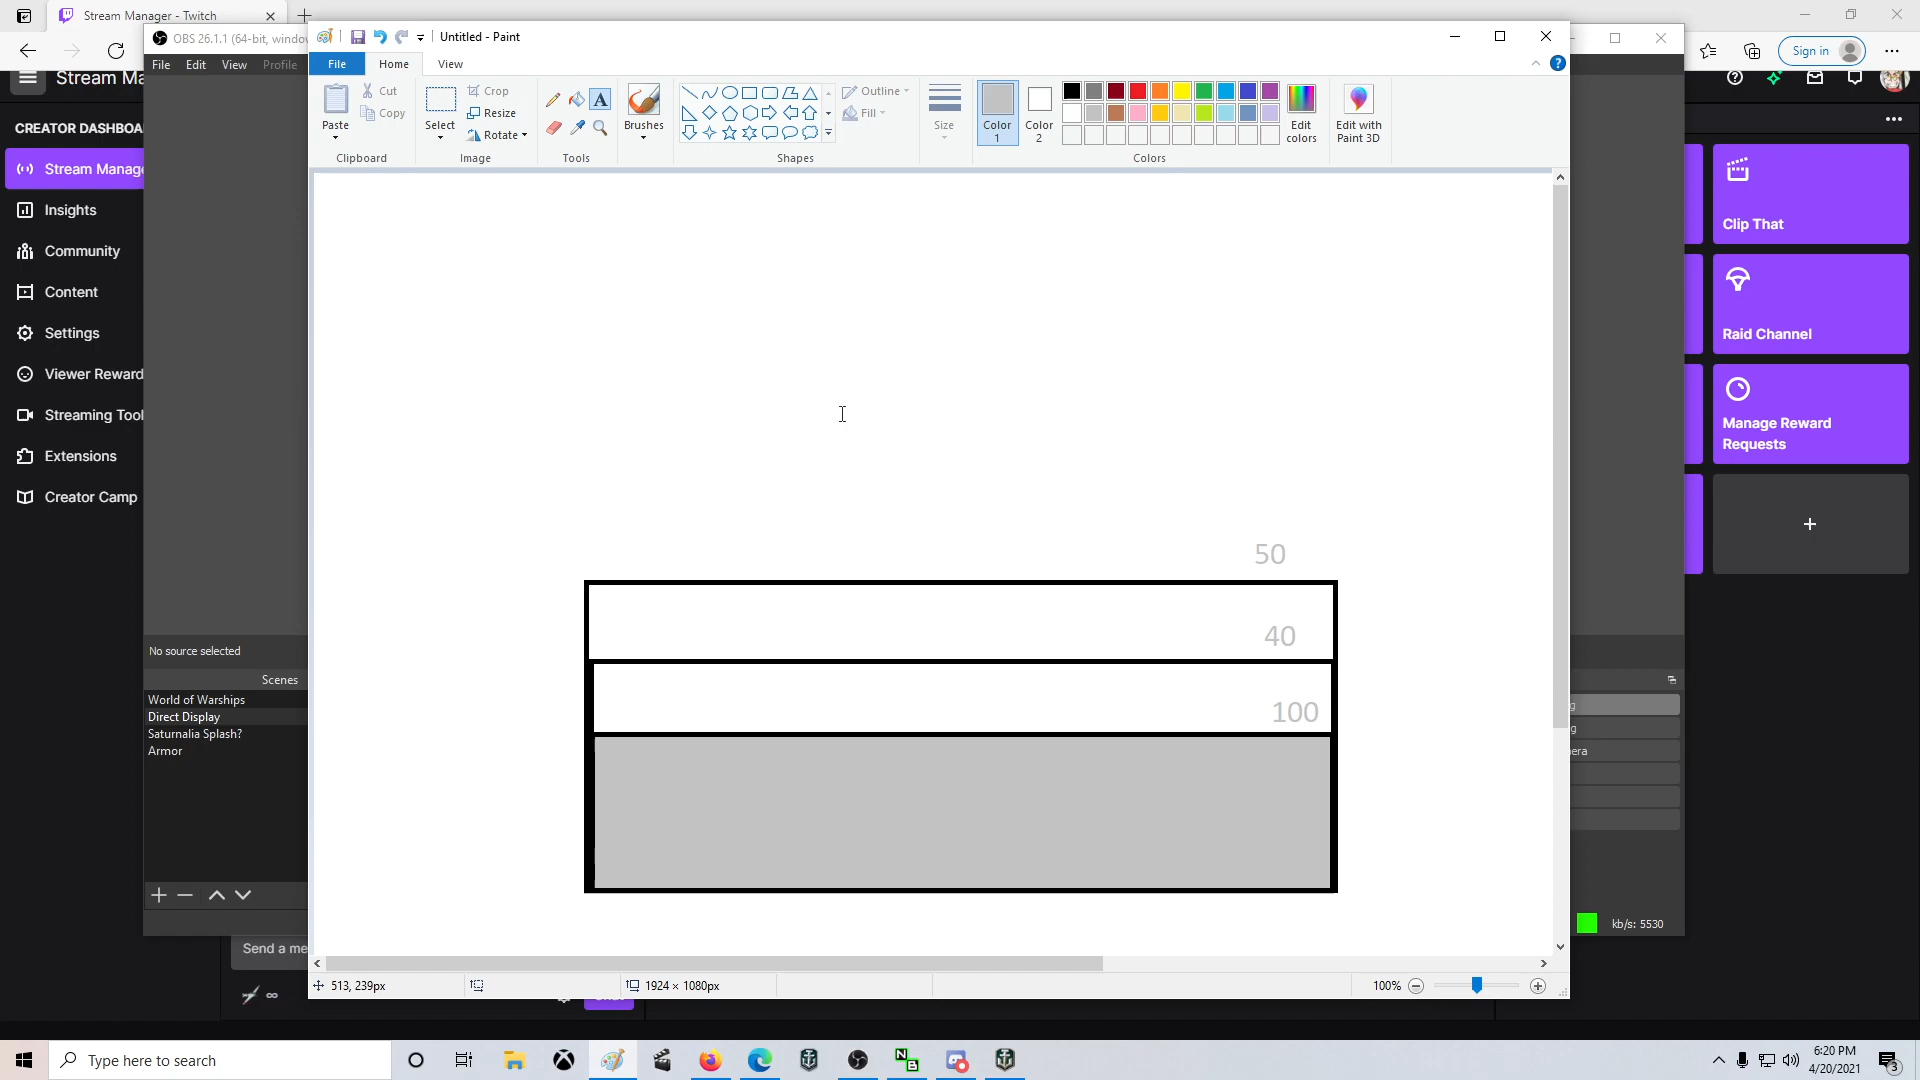 Stream Manager - Twitch
OBS 26.1.1 (64-bit, windo
Untitled - Paint
File Edit View Profile
File Home View
Sign in
Stream Ma
Cut
Copy
Paste
Clipboard
Select
Crop
Resize
Rotate
Image
A
Tools
Brushes
Shapes
Outline
Fill
Size
Color 1
Color 2
Edit colors
Colors
Edit with Paint 3D
CREATOR DASHBOA
Stream Manage
Insights
Community
Content
Settings
Viewer Reward
Streaming Tool
Extensions
Creator Camp
Clip That
Raid Channel
Manage Reward Requests
50
40
100
No source selected
Scenes
World of Warships
Direct Display
Saturnalia Splash?
Armor
g
g
era
kb/s: 5530
Send a me
513, 239px
1924 × 1080px
100%
Type here to search
6:20 PM
4/20/2021
3